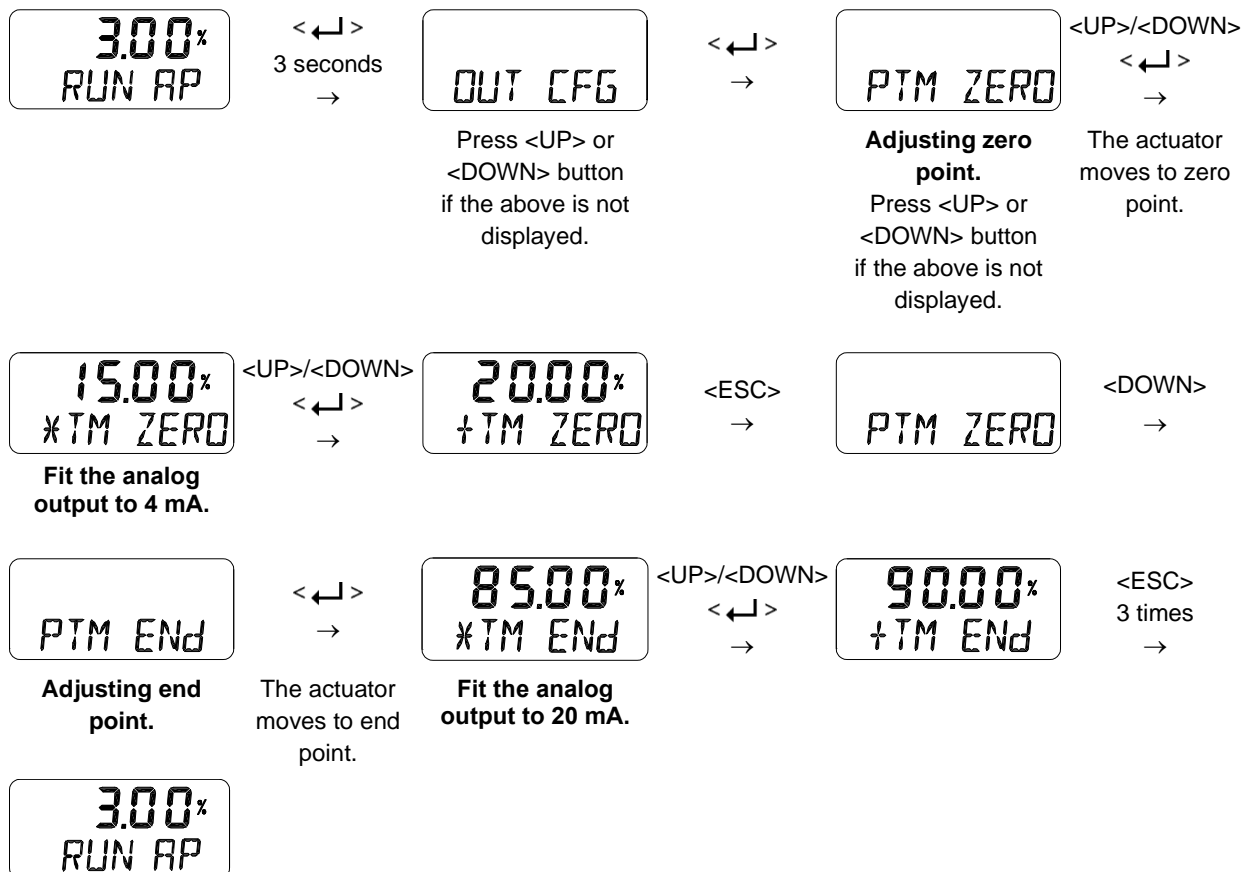 3.00%
RUN AP
< ↵ >
3 seconds
→
OUT CFG
Press <UP> or
<DOWN> button
if the above is not
displayed.
< ↵ >
→
PTM ZERO
Adjusting zero
point.
Press <UP> or
<DOWN> button
if the above is not
displayed.
<UP>/<DOWN>
< ↵ >
→
The actuator
moves to zero
point.
15.00%
*TM ZERO
Fit the analog
output to 4 mA.
<UP>/<DOWN>
< ↵ >
→
20.00%
+TM ZERO
<ESC>
→
PTM ZERO
<DOWN>
→
PTM ENd
Adjusting end
point.
< ↵ >
→
The actuator
moves to end
point.
85.00%
*TM ENd
Fit the analog
output to 20 mA.
<UP>/<DOWN>
< ↵ >
→
90.00%
+TM ENd
<ESC>
3 times
→
3.00%
RUN AP